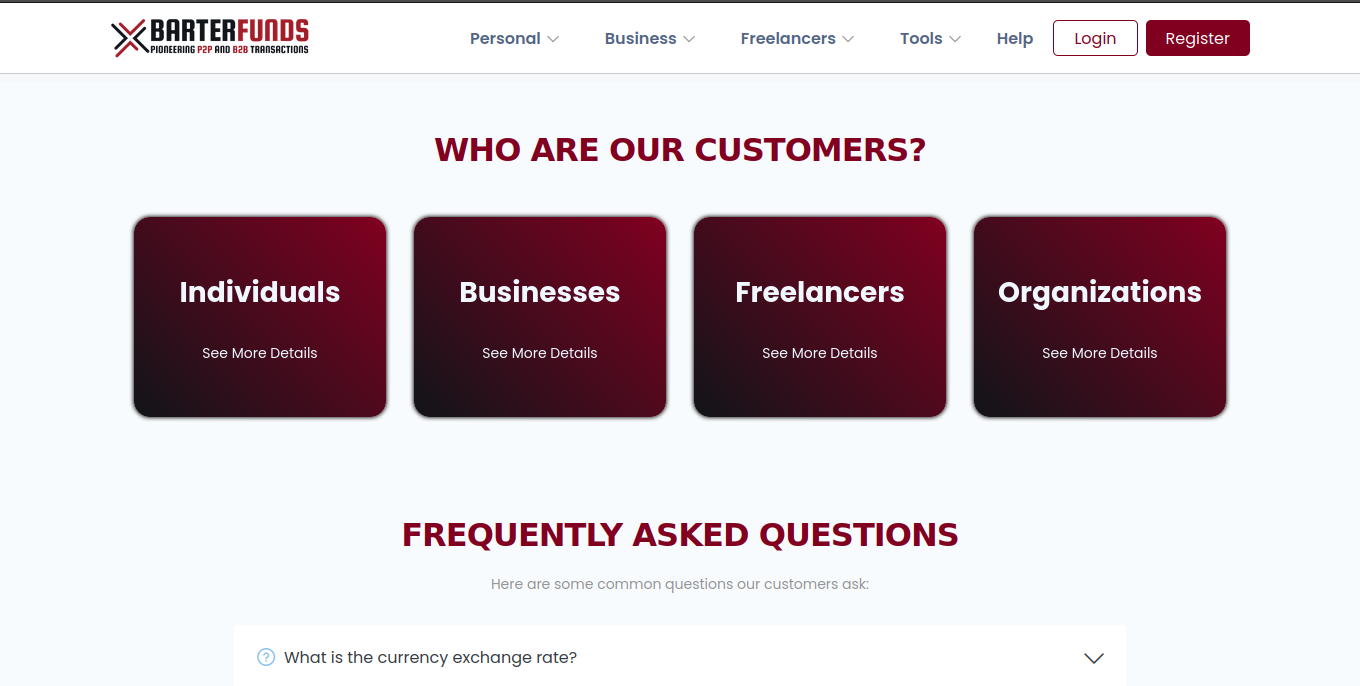 BARTERFUNDS
PIONEERING P2P AND B2B TRANSACTIONS
Personal Business Freelancers Tools Help Login Register
WHO ARE OUR CUSTOMERS?
Individuals Businesses Freelancers Organizations
See More Details See More Details See More Details See More Details
FREQUENTLY ASKED QUESTIONS
Here are some common questions our customers ask:
? What is the currency exchange rate?